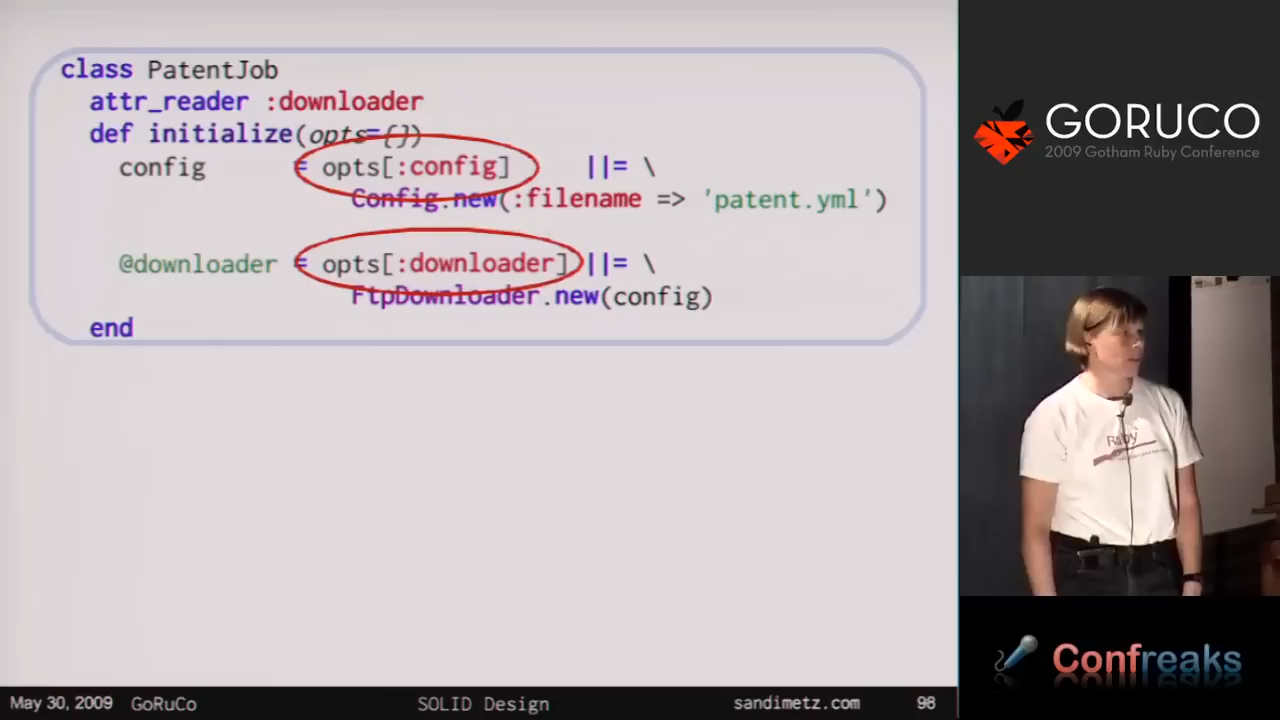 class PatentJob
attr_reader :downloader
def initialize(opts={})
config = opts[:config] ||= \
Config.new(:filename => 'patent.yml')
@downloader = opts[:downloader] ||= \
FtpDownloader.new(config)
end
May 30, 2009 GoRuCo SOLID Design sandimetz.com 98
GORUCO
2009 Gotham Ruby Conference
Ruby
Confreaks